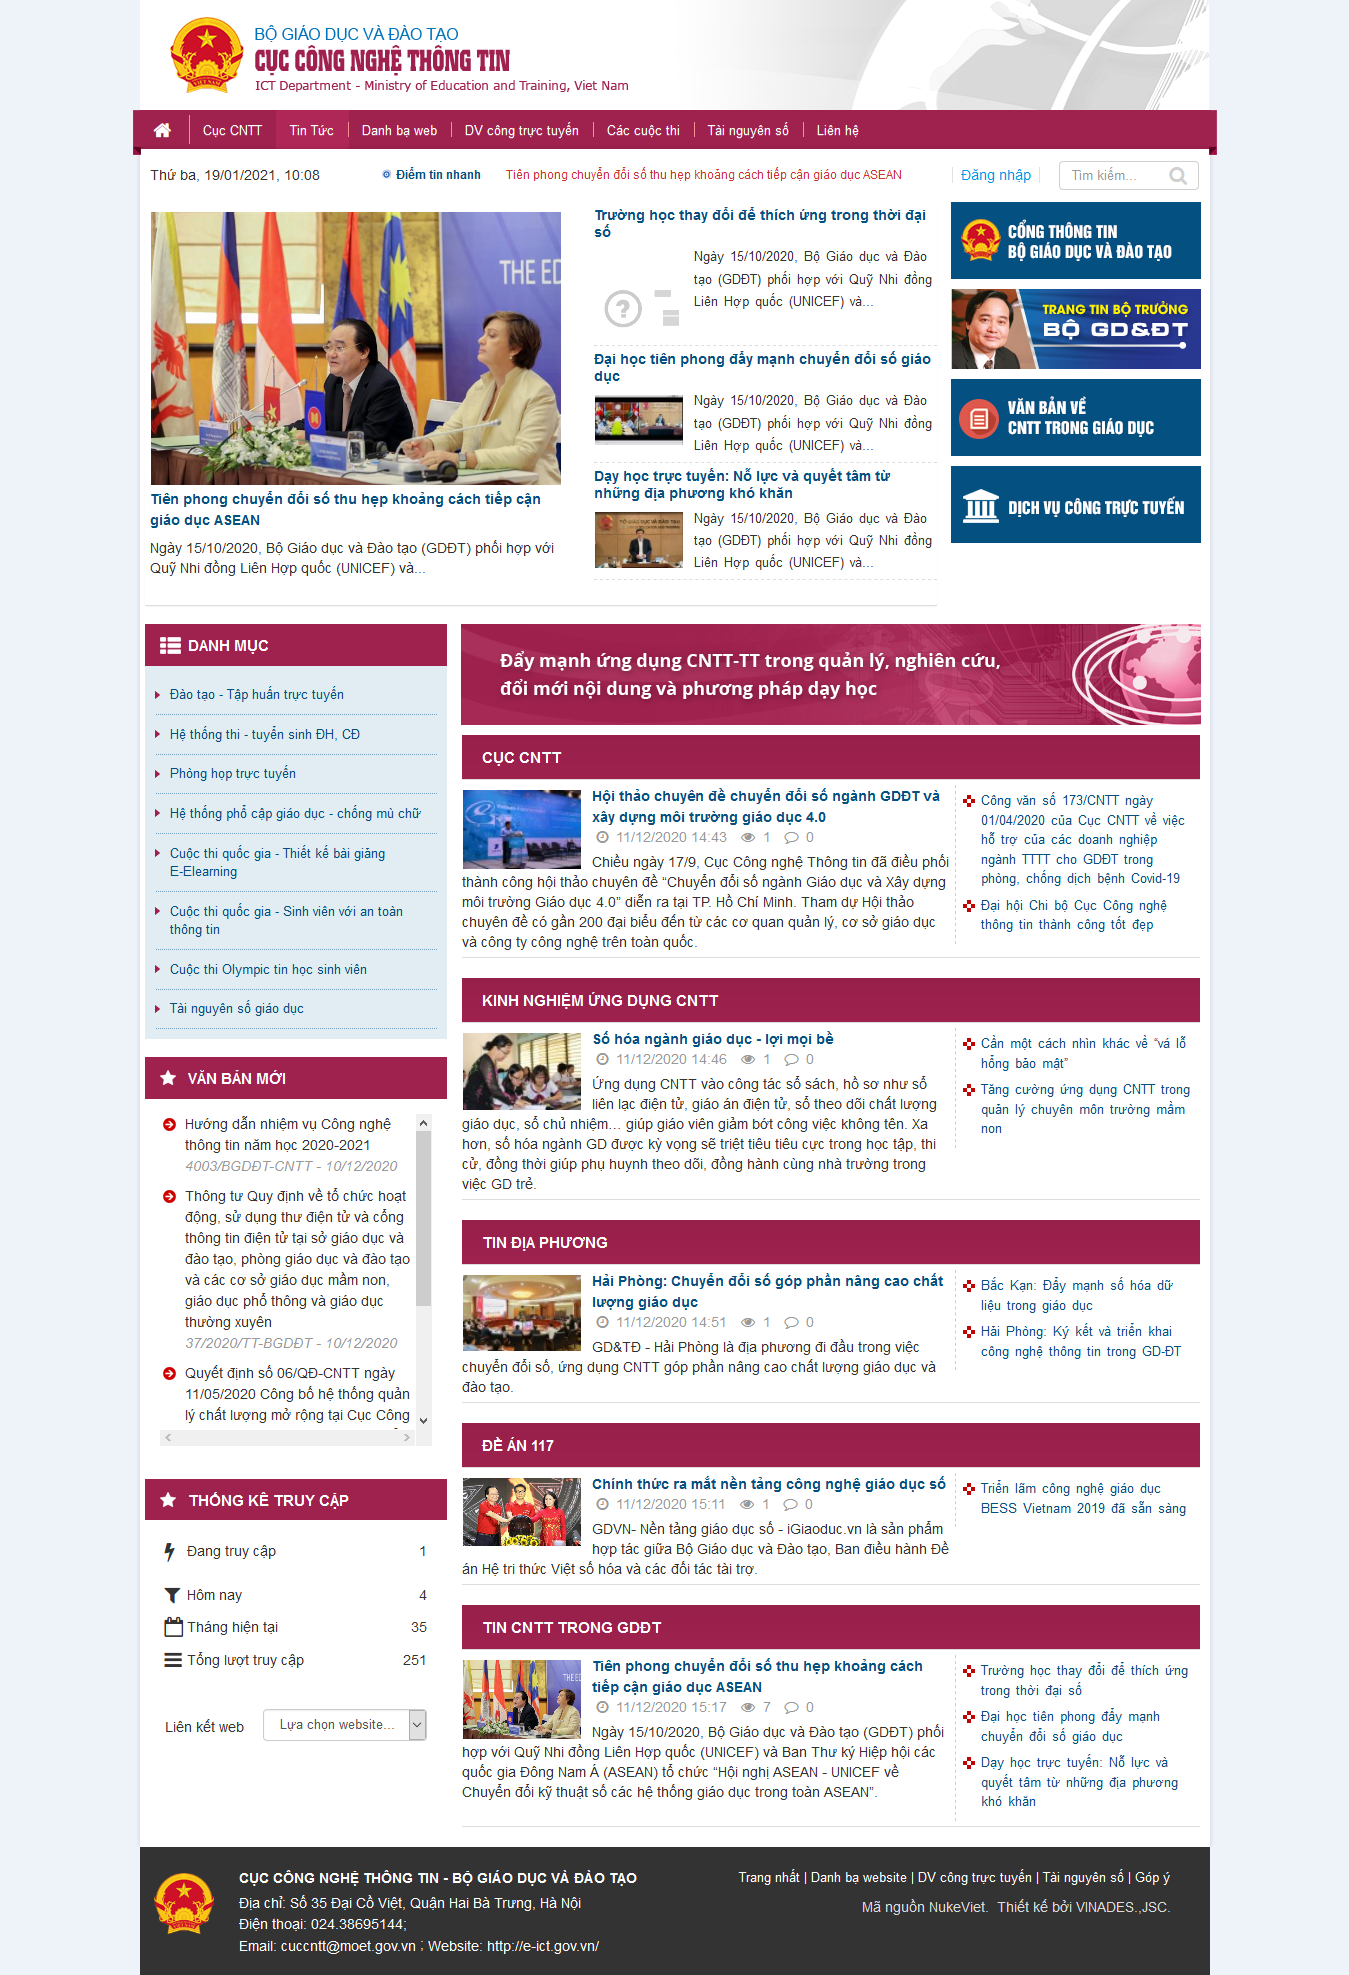 BỘ GIÁO DỤC VÀ ĐÀO TẠO
CỤC CÔNG NGHỆ THÔNG TIN
ICT Department - Ministry of Education and Training, Viet Nam
Cục CNTT
Tin Tức
Danh bạ web
DV công trực tuyến
Các cuộc thi
Tài nguyên số
Liên hệ
Thứ ba, 19/01/2021, 10:08
Điểm tin nhanh
Tiên phong chuyển đổi số thu hẹp khoảng cách tiếp cận giáo dục ASEAN
Đăng nhập
Tìm kiếm...
THE ED
Tiên phong chuyển đổi số thu hẹp khoảng cách tiếp cận
giáo dục ASEAN
Ngày 15/10/2020, Bộ Giáo dục và Đào tạo (GDĐT) phối hợp với
Quỹ Nhi đồng Liên Hợp quốc (UNICEF) và...
Trường học thay đổi để thích ứng trong thời đại
số
Ngày 15/10/2020, Bộ Giáo dục và Đào
tạo (GDĐT) phối hợp với Quỹ Nhi đồng
Liên Hợp quốc (UNICEF) và...
Đại học tiên phong đẩy mạnh chuyển đổi số giáo
dục
Ngày 15/10/2020, Bộ Giáo dục và Đào
tạo (GDĐT) phối hợp với Quỹ Nhi đồng
Liên Hợp quốc (UNICEF) và...
Dạy học trực tuyến: Nỗ lực và quyết tâm từ
những địa phương khó khăn
Ngày 15/10/2020, Bộ Giáo dục và Đào
tạo (GDĐT) phối hợp với Quỹ Nhi đồng
Liên Hợp quốc (UNICEF) và...
CỔNG THÔNG TIN
BỘ GIÁO DỤC VÀ ĐÀO TẠO
TRANG TIN BỘ TRƯỞNG
BỘ GD&ĐT
VĂN BẢN VỀ
CNTT TRONG GIÁO DỤC
DỊCH VỤ CÔNG TRỰC TUYẾN
DANH MỤC
Đào tạo - Tập huấn trực tuyến
Hệ thống thi - tuyển sinh ĐH, CĐ
Phòng họp trực tuyến
Hệ thống phổ cập giáo dục - chống mù chữ
Cuộc thi quốc gia - Thiết kế bài giảng
E-Elearning
Cuộc thi quốc gia - Sinh viên với an toàn
thông tin
Cuộc thi Olympic tin học sinh viên
Tài nguyên số giáo dục
VĂN BẢN MỚI
Hướng dẫn nhiệm vụ Công nghệ
thông tin năm học 2020-2021
4003/BGDĐT-CNTT - 10/12/2020
Thông tư Quy định về tổ chức hoạt
động, sử dụng thư điện tử và cổng
thông tin điện tử tại sở giáo dục và
đào tạo, phòng giáo dục và đào tạo
và các cơ sở giáo dục mầm non,
giáo dục phổ thông và giáo dục
thường xuyên
37/2020/TT-BGDĐT - 10/12/2020
Quyết định số 06/QĐ-CNTT ngày
11/05/2020 Công bố hệ thống quản
lý chất lượng mở rộng tại Cục Công
THỐNG KÊ TRUY CẬP
Đang truy cập 1
Hôm nay 4
Tháng hiện tại 35
Tổng lượt truy cập 251
Liên kết web
Lựa chọn website...
Đẩy mạnh ứng dụng CNTT-TT trong quản lý, nghiên cứu,
đổi mới nội dung và phương pháp dạy học
CỤC CNTT
Hội thảo chuyên đề chuyển đổi số ngành GDĐT và
xây dựng môi trường giáo dục 4.0
11/12/2020 14:43 1 0
Chiều ngày 17/9, Cục Công nghệ Thông tin đã điều phối
thành công hội thảo chuyên đề “Chuyển đổi số ngành Giáo dục và Xây dựng
môi trường Giáo dục 4.0” diễn ra tại TP. Hồ Chí Minh. Tham dự Hội thảo
chuyên đề có gần 200 đại biểu đến từ các cơ quan quản lý, cơ sở giáo dục
và công ty công nghệ trên toàn quốc.
Công văn số 173/CNTT ngày
01/04/2020 của Cục CNTT về việc
hỗ trợ của các doanh nghiệp
ngành TTTT cho GDĐT trong
phòng, chống dịch bệnh Covid-19
Đại hội Chi bộ Cục Công nghệ
thông tin thành công tốt đẹp
KINH NGHIỆM ỨNG DỤNG CNTT
Số hóa ngành giáo dục - lợi mọi bề
11/12/2020 14:46 1 0
Ứng dụng CNTT vào công tác sổ sách, hồ sơ như sổ
liên lạc điện tử, giáo án điện tử, sổ theo dõi chất lượng
giáo dục, sổ chủ nhiệm… giúp giáo viên giảm bớt công việc không tên. Xa
hơn, số hóa ngành GD được kỳ vọng sẽ triệt tiêu tiêu cực trong học tập, thi
cử, đồng thời giúp phụ huynh theo dõi, đồng hành cùng nhà trường trong
việc GD trẻ.
Cần một cách nhìn khác về “vá lỗ
hổng bảo mật”
Tăng cường ứng dụng CNTT trong
quản lý chuyên môn trường mầm
non
TIN ĐỊA PHƯƠNG
Hải Phòng: Chuyển đổi số góp phần nâng cao chất
lượng giáo dục
11/12/2020 14:51 1 0
GD&TĐ - Hải Phòng là địa phương đi đầu trong việc
chuyển đổi số, ứng dụng CNTT góp phần nâng cao chất lượng giáo dục và
đào tạo.
Bắc Kạn: Đẩy mạnh số hóa dữ
liệu trong giáo dục
Hải Phòng: Ký kết và triển khai
công nghệ thông tin trong GD-ĐT
ĐỀ ÁN 117
Chính thức ra mắt nền tảng công nghệ giáo dục số
11/12/2020 15:11 1 0
GDVN- Nền tảng giáo dục số - iGiaoduc.vn là sản phẩm
hợp tác giữa Bộ Giáo dục và Đào tạo, Ban điều hành Đề
án Hệ tri thức Việt số hóa và các đối tác tài trợ.
Triển lãm công nghệ giáo dục
BESS Vietnam 2019 đã sẵn sàng
TIN CNTT TRONG GDĐT
THE ED
Tiên phong chuyển đổi số thu hẹp khoảng cách
tiếp cận giáo dục ASEAN
11/12/2020 15:17 7 0
Ngày 15/10/2020, Bộ Giáo dục và Đào tạo (GDĐT) phối
hợp với Quỹ Nhi đồng Liên Hợp quốc (UNICEF) và Ban Thư ký Hiệp hội các
quốc gia Đông Nam Á (ASEAN) tổ chức “Hội nghị ASEAN - UNICEF về
Chuyển đổi kỹ thuật số các hệ thống giáo dục trong toàn ASEAN”.
Trường học thay đổi để thích ứng
trong thời đại số
Đại học tiên phong đẩy mạnh
chuyển đổi số giáo dục
Dạy học trực tuyến: Nỗ lực và
quyết tâm từ những địa phương
khó khăn
CỤC CÔNG NGHỆ THÔNG TIN - BỘ GIÁO DỤC VÀ ĐÀO TẠO
Địa chỉ: Số 35 Đại Cồ Việt, Quận Hai Bà Trưng, Hà Nội
Điện thoại: 024.38695144;
Email: cuccntt@moet.gov.vn ; Website: http://e-ict.gov.vn/
Trang nhất | Danh bạ website | DV công trực tuyến | Tài nguyên số | Góp ý
Mã nguồn NukeViet. Thiết kế bởi VINADES.,JSC.